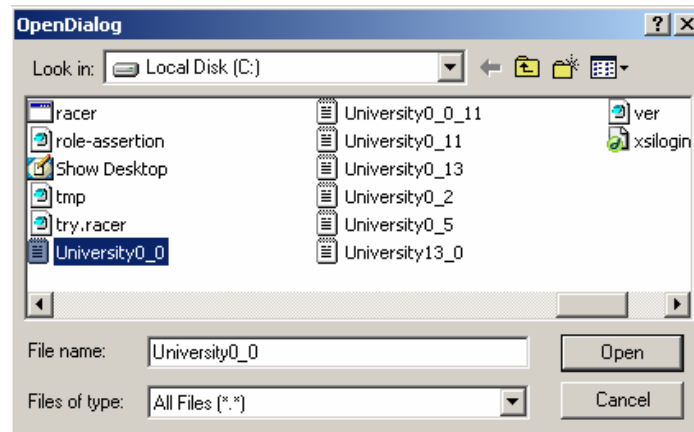 OpenDialog
Look in: Local Disk (C:)
racer
role-assertion
Show Desktop
tmp
try.racer
University0_0
University0_0_11
University0_11
University0_13
University0_2
University0_5
University13_0
ver
xsilogin
File name: University0_0 Open
Files of type: All Files (*.*) Cancel